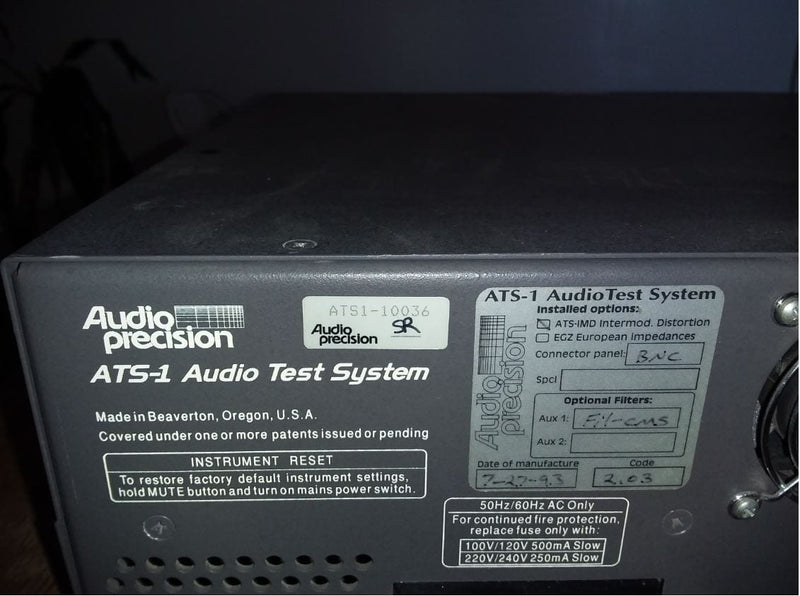 Audio
precision
ATS-1 Audio Test System
Made in Beaverton, Oregon, U.S.A.
Covered under one or more patents issued or pending
INSTRUMENT RESET
To restore factory default instrument settings,
hold MUTE button and turn on mains power switch.
ATS1-10036
Audio
precision
SR
ATS-1 Audio Test System
Installed options:
ATS-IMD Intermod. Distortion
EGZ European Impedances
Connector panel: BNC
Spcl
Optional Filters:
Aux 1: FIL-CMS
Aux 2:
Audio
precision
Date of manufacture
Code
7-27-93
2.03
50Hz/60Hz AC Only
For continued fire protection,
replace fuse only with:
100V/120V 500mA Slow
220V/240V 250mA Slow